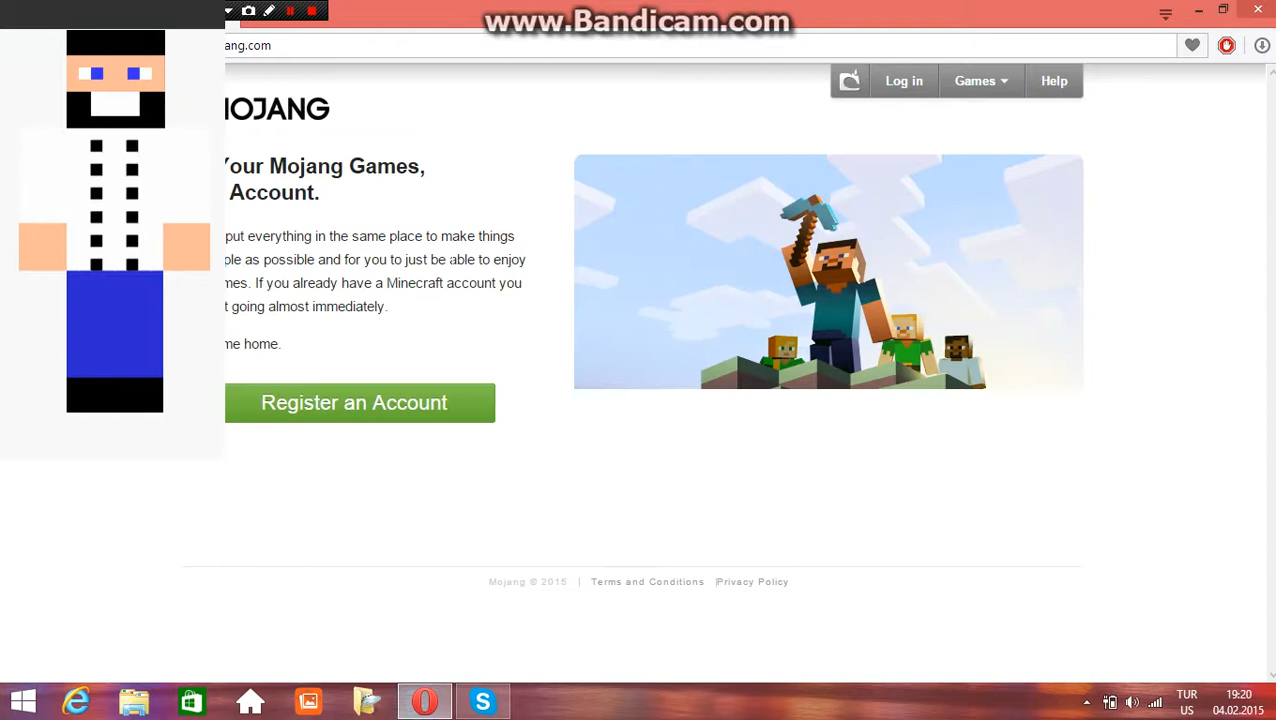 www.Bandicam.com
ang.com
Log in
Games
Help
MOJANG
Your Mojang Games,
Account.
put everything in the same place to make things
ple as possible and for you to just be able to enjoy
mes. If you already have a Minecraft account you
t going almost immediately.
me home.
Register an Account
Mojang © 2015 | Terms and Conditions | Privacy Policy
TUR
US
19:20
04.02.2015